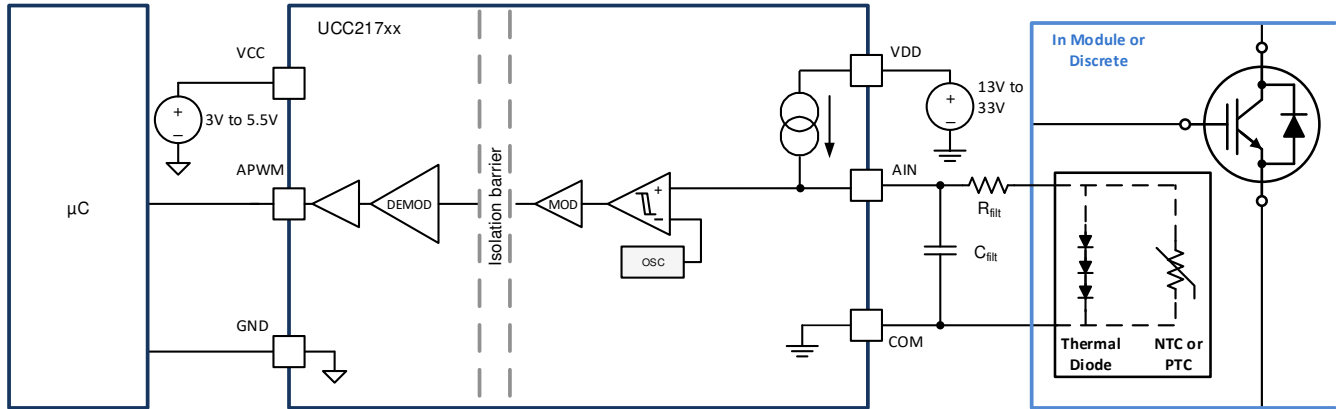 UCC217xx
In Module or
Discrete
VCC
VDD
+
−
3V to 5.5V
13V to
33V
+
−
APWM
AIN
µC
DEMOD
Isolation barrier
MOD
+
−
OSC
Rfilt
Cfilt
GND
COM
Thermal
Diode
NTC or
PTC